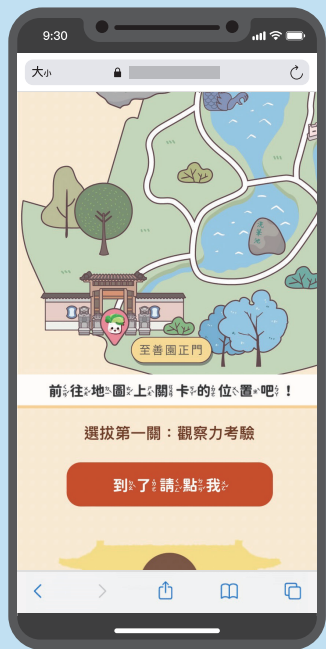 9:30
大小
至善園正門
前往地圖上關卡的位置吧！
選拔第一關：觀察力考驗
到了請點我